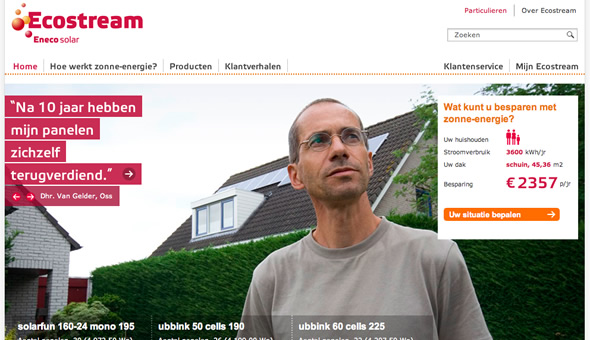 Ecostream
Eneco solar
Particulieren Over Ecostream
Zoeken
Home Hoe werkt zonne-energie? Producten Klantverhalen Klantenservice Mijn Ecostream
“Na 10 jaar hebben
mijn panelen
zichzelf
terugverdiend.”
Dhr. Van Gelder, Oss
Wat kunt u besparen met
zonne-energie?
Uw huishouden
Stroomverbruik 3600 kWh/jr
Uw dak schuin, 45,36 m2
Besparing € 2357 p/jr
Uw situatie bepalen
solarfun 160-24 mono 195 ubbink 50 cells 190 ubbink 60 cells 225